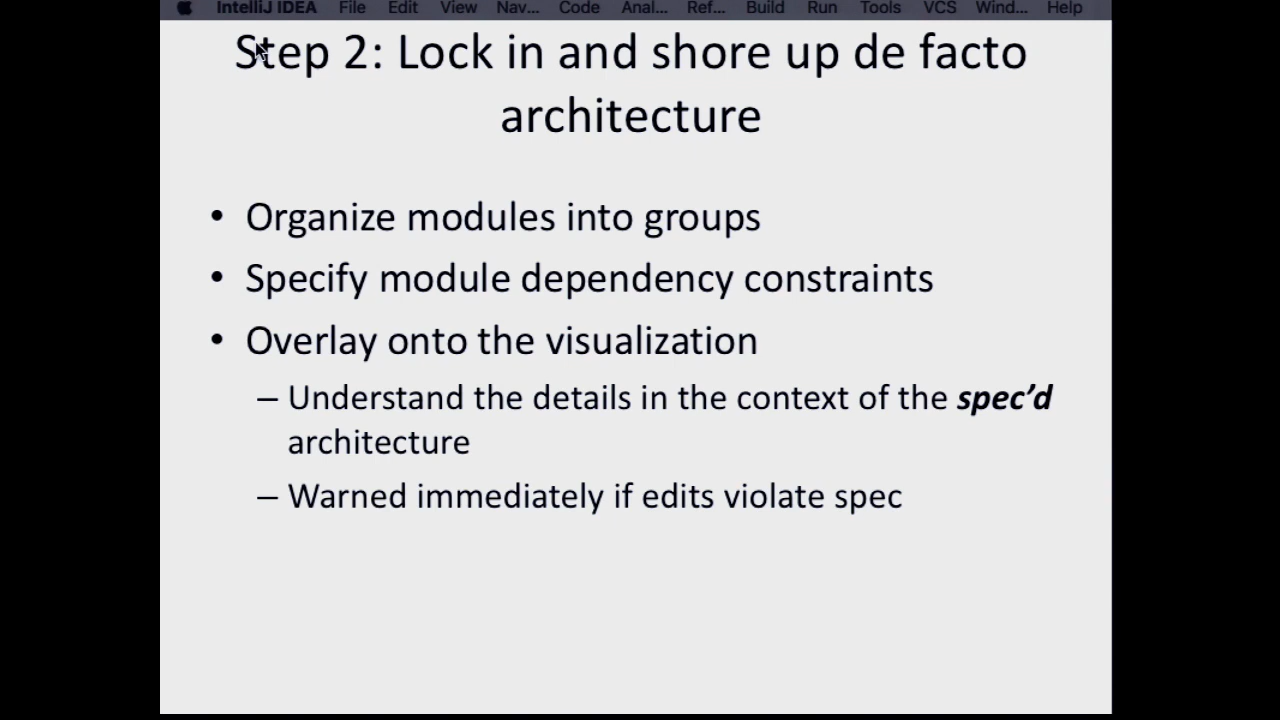 IntelliJ IDEA File Edit View Nav... Code Anal... Ref... Build Run Tools VCS Wind... Help
Step 2: Lock in and shore up de facto
architecture
• Organize modules into groups
• Specify module dependency constraints
• Overlay onto the visualization
– Understand the details in the context of the spec’d
architecture
– Warned immediately if edits violate spec